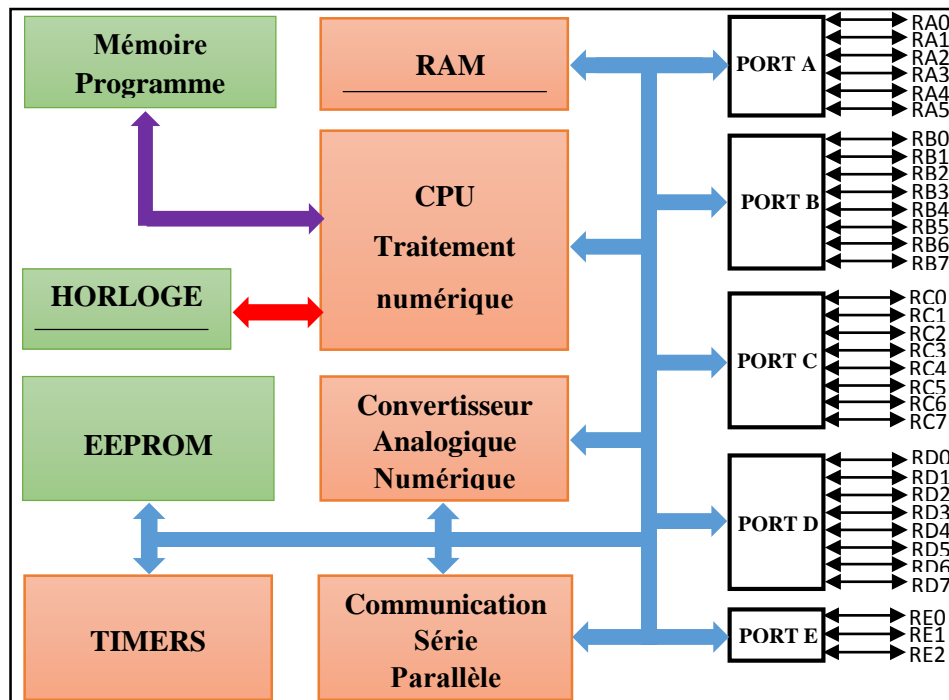 Mémoire
Programme
RAM
CPU
Traitement
numérique
HORLOGE
EEPROM
Convertisseur
Analogique
Numérique
TIMERS
Communication
Série
Parallèle
PORT A
RA0
RA1
RA2
RA3
RA4
RA5
PORT B
RB0
RB1
RB2
RB3
RB4
RB5
RB6
RB7
PORT C
RC0
RC1
RC2
RC3
RC4
RC5
RC6
RC7
PORT D
RD0
RD1
RD2
RD3
RD4
RD5
RD6
RD7
PORT E
RE0
RE1
RE2